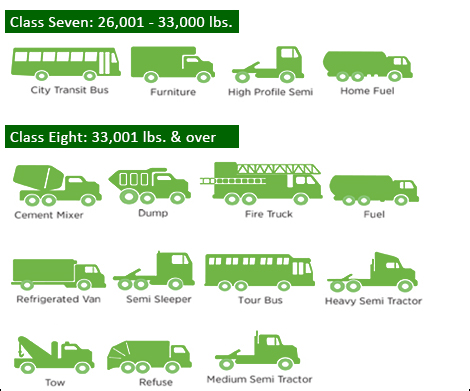 Class Seven: 26,001 - 33,000 lbs.
City Transit Bus
Furniture
High Profile Semi
Home Fuel
Class Eight: 33,001 lbs. & over
Cement Mixer
Dump
Fire Truck
Fuel
Refrigerated Van
Semi Sleeper
Tour Bus
Heavy Semi Tractor
Tow
Refuse
Medium Semi Tractor